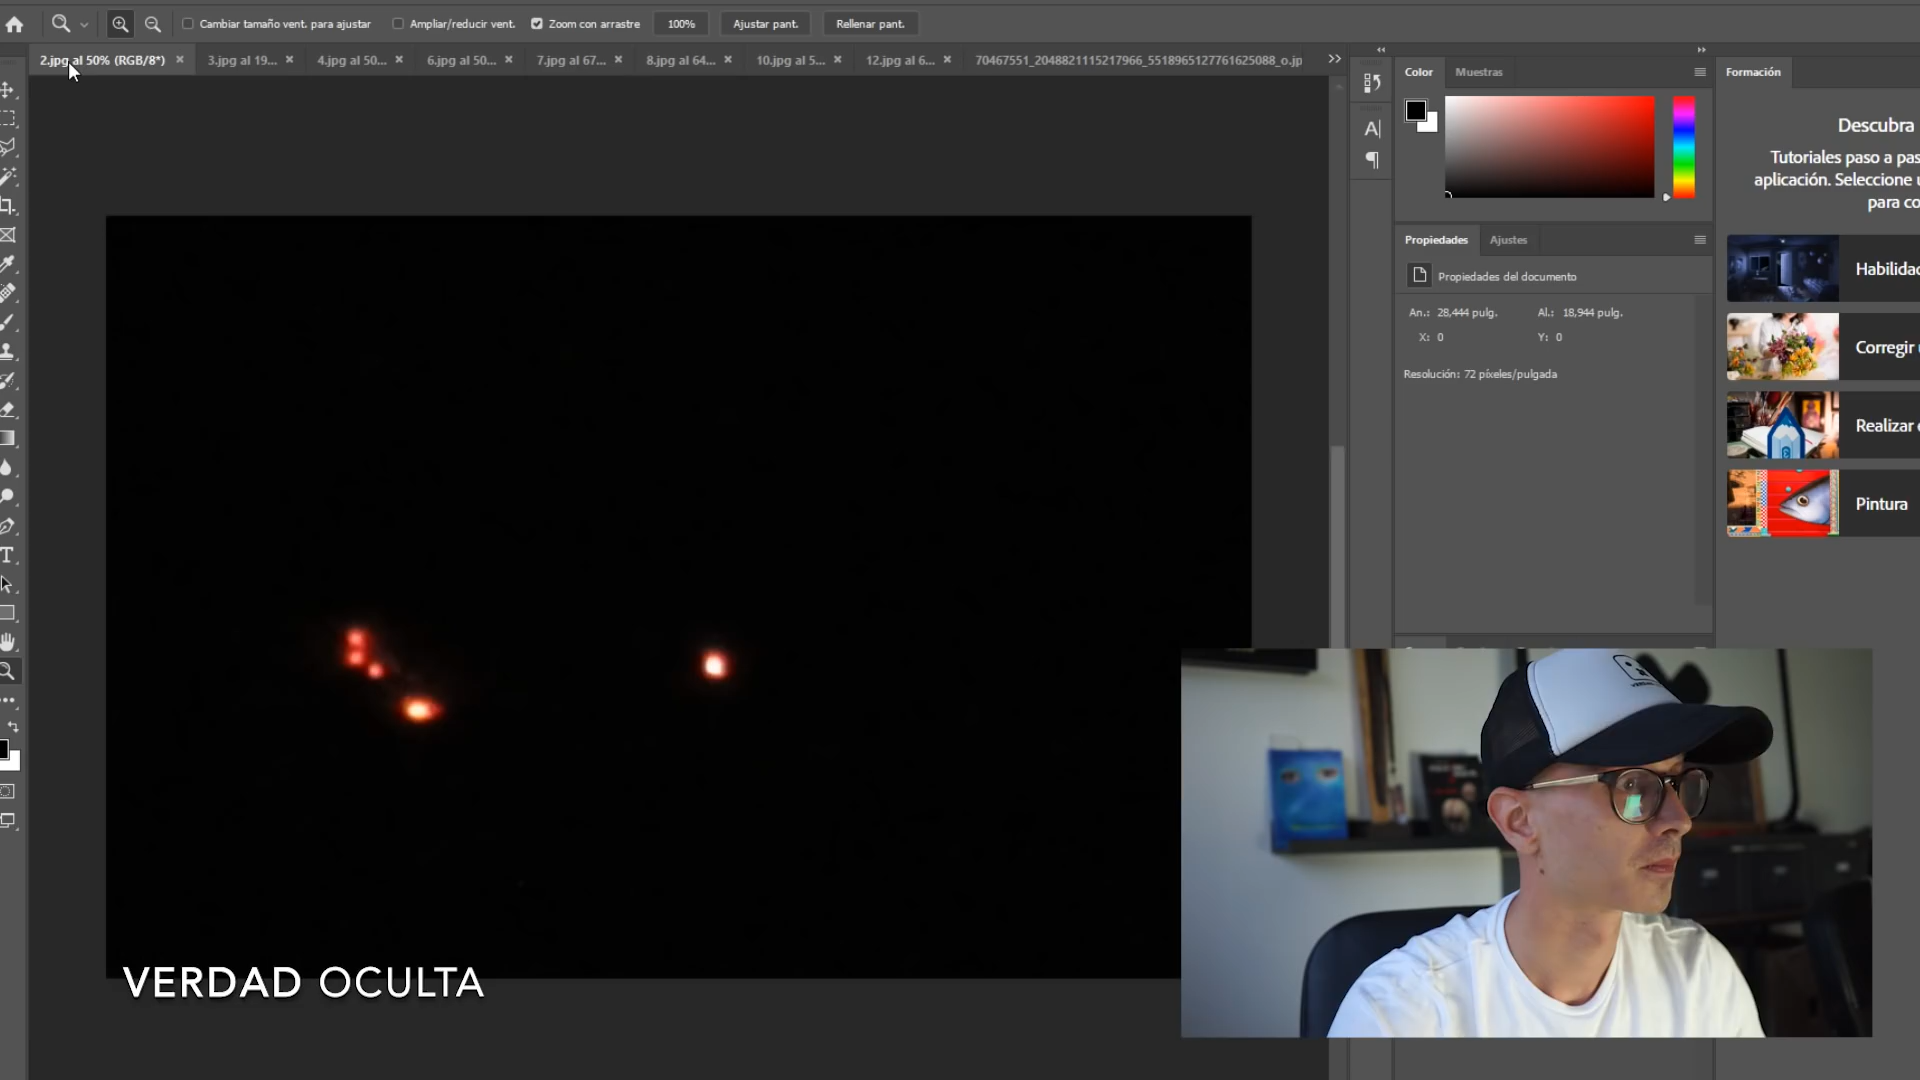 Cambiar tamaño vent. para ajustar
Ampliar/reducir vent.
Zoom con arrastre
100%
Ajustar pant.
Rellenar pant.
2.jpg al 50% (RGB/8*)
3.jpg al 19...
4.jpg al 50...
6.jpg al 50...
7.jpg al 67...
8.jpg al 64...
10.jpg al 5...
12.jpg al 6...
70467551_2048821115217966_5518965127761625088_o.jp
Color
Muestras
Propiedades
Ajustes
Propiedades del documento
An.: 28,444 pulg.
Al.: 18,944 pulg.
X: 0
Y: 0
Resolución: 72 píxeles/pulgada
Formación
Descubra
Tutoriales paso a pas
aplicación. Seleccione u
para co
Habilidad
Corregir
Realizar
Pintura
VERDAD OCULTA